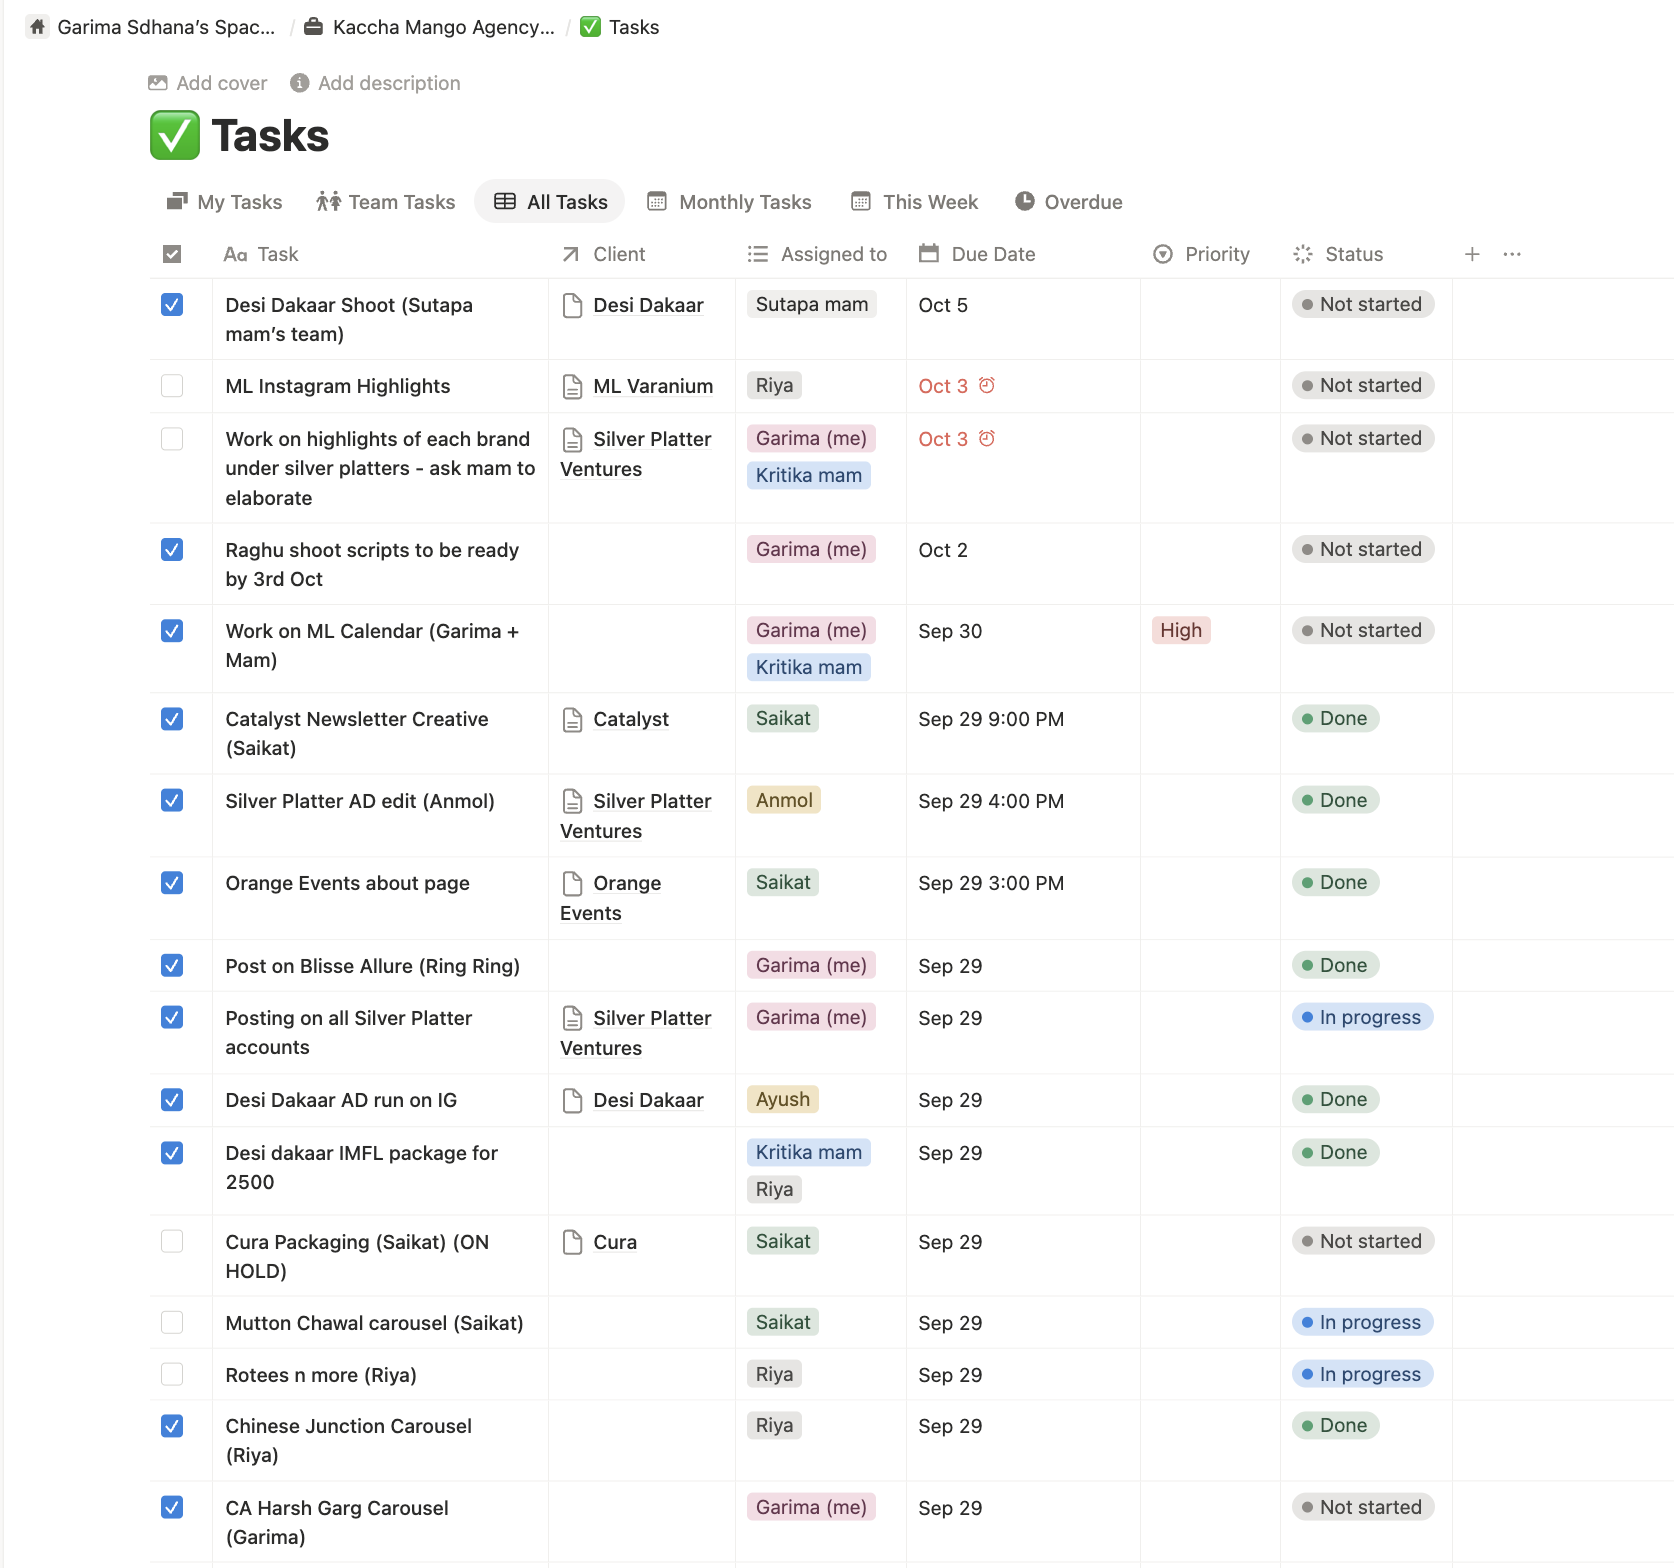 Garima Sdhana’s Spac... / Kaccha Mango Agency... / Tasks
Add cover Add description
Tasks
My Tasks Team Tasks All Tasks Monthly Tasks This Week Overdue
Aa Task Client Assigned to Due Date Priority Status + ...
Desi Dakaar Shoot (Sutapa Desi Dakaar Sutapa mam Oct 5 Not started
mam’s team)
ML Instagram Highlights ML Varanium Riya Oct 3 Not started
Work on highlights of each brand Silver Platter Garima (me) Oct 3 Not started
under silver platters - ask mam to Ventures Kritika mam
elaborate
Raghu shoot scripts to be ready Garima (me) Oct 2 Not started
by 3rd Oct
Work on ML Calendar (Garima + Garima (me) Sep 30 High Not started
Mam) Kritika mam
Catalyst Newsletter Creative Catalyst Saikat Sep 29 9:00 PM Done
(Saikat)
Silver Platter AD edit (Anmol) Silver Platter Anmol Sep 29 4:00 PM Done
Ventures
Orange Events about page Orange Saikat Sep 29 3:00 PM Done
Events
Post on Blisse Allure (Ring Ring) Garima (me) Sep 29 Done
Posting on all Silver Platter Silver Platter Garima (me) Sep 29 In progress
accounts Ventures
Desi Dakaar AD run on IG Desi Dakaar Ayush Sep 29 Done
Desi dakaar IMFL package for Kritika mam Sep 29 Done
2500 Riya
Cura Packaging (Saikat) (ON Cura Saikat Sep 29 Not started
HOLD)
Mutton Chawal carousel (Saikat) Saikat Sep 29 In progress
Rotees n more (Riya) Riya Sep 29 In progress
Chinese Junction Carousel Riya Sep 29 Done
(Riya)
CA Harsh Garg Carousel Garima (me) Sep 29 Not started
(Garima)